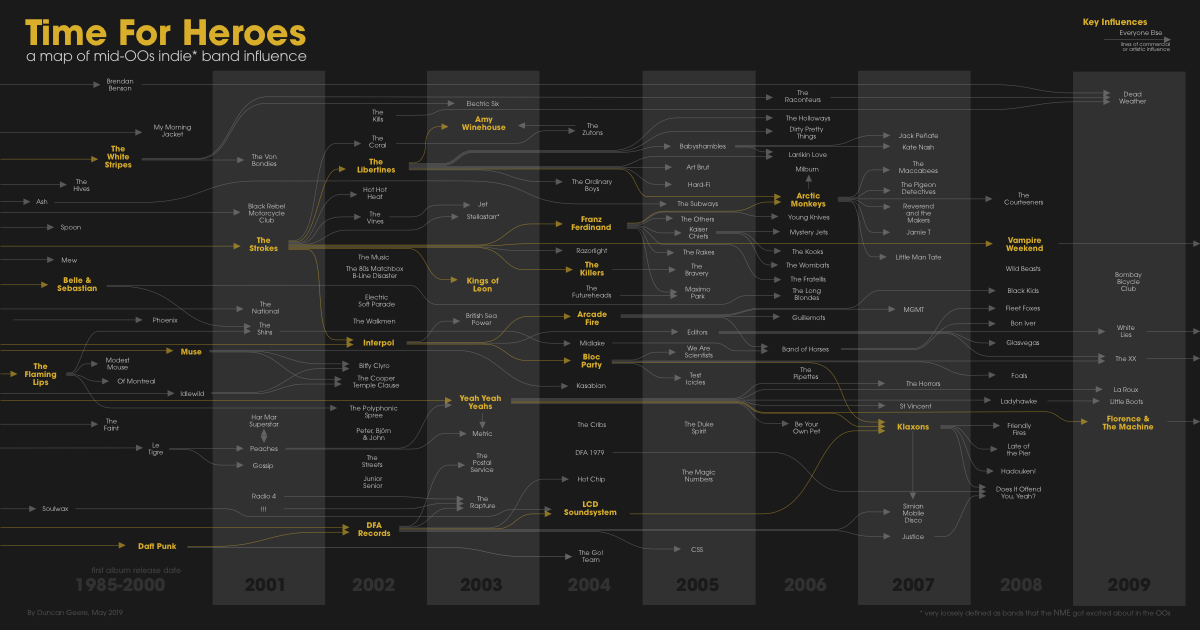 Time For Heroes
a map of mid-OOs indie* band influence
Key Influences
Everyone Else
lines of commercial
or artistic influence
Brendan
Benson
My Morning
Jacket
The
White
Stripes
The
Hives
Ash
Spoon
Mew
Belle &
Sebastian
Phoenix
Muse
The
Flaming
Lips
Modest
Mouse
Of Montreal
Idlewild
The
Faint
Le
Tigre
Soulwax
Daft Punk
first album release date
1985-2000
The Von
Bondies
Black Rebel
Motorcycle
Club
The
Strokes
The
National
The
Shins
Har Mar
Superstar
Peaches
Gossip
Radio 4
!!!
2001
The
Kills
The
Coral
The
Libertines
Hot Hot
Heat
The
Vines
The Music
The 80s Matchbox
B-Line Disaster
Electric
Soft Parade
The Walkmen
Interpol
Biffy Clyro
The Cooper
Temple Clause
The Polyphonic
Spree
Peter, Björn
& John
The
Streets
Junior
Senior
DFA
Records
2002
Electric Six
Amy
Winehouse
Jet
Stellastarr*
Kings of
Leon
British Sea
Power
Yeah Yeah
Yeahs
Metric
The
Postal
Service
The
Rapture
2003
The
Zutons
The Ordinary
Boys
Franz
Ferdinand
Razorlight
The
Killers
The
Futureheads
Arcade
Fire
Midlake
Bloc
Party
Kasabian
The Cribs
DFA 1979
Hot Chip
LCD
Soundsystem
The Go!
Team
2004
Babyshambles
Art Brut
Hard-Fi
The Subways
The Others
Kaiser
Chiefs
The Rakes
The
Bravery
Maximo
Park
Editors
We Are
Scientists
Test
Icicles
The Duke
Spirit
The Magic
Numbers
CSS
2005
The
Raconteurs
The Holloways
Dirty Pretty
Things
Larrikin Love
Milburn
Arctic
Monkeys
Young Knives
Mystery Jets
The Kooks
The Wombats
The Fratellis
The Long
Blondes
Guillemots
Band of Horses
The
Pipettes
Be Your
Own Pet
2006
Jack Peñate
Kate Nash
The
Maccabees
The Pigeon
Detectives
Reverend
and the
Makers
Jamie T
Little Man Tate
MGMT
The Horrors
St Vincent
Klaxons
Simian
Mobile
Disco
Justice
2007
The
Courteeners
Vampire
Weekend
Wild Beasts
Black Kids
Fleet Foxes
Bon Iver
Glasvegas
Foals
Ladyhawke
Friendly
Fires
Late of
the Pier
Hadouken!
Does It Offend
You, Yeah?
2008
Dead
Weather
Bombay
Bicycle
Club
White
Lies
The XX
La Roux
Little Boots
Florence &
The Machine
2009
By Duncan Geere, May 2019
* very loosely defined as bands that the NME got excited about in the OOs